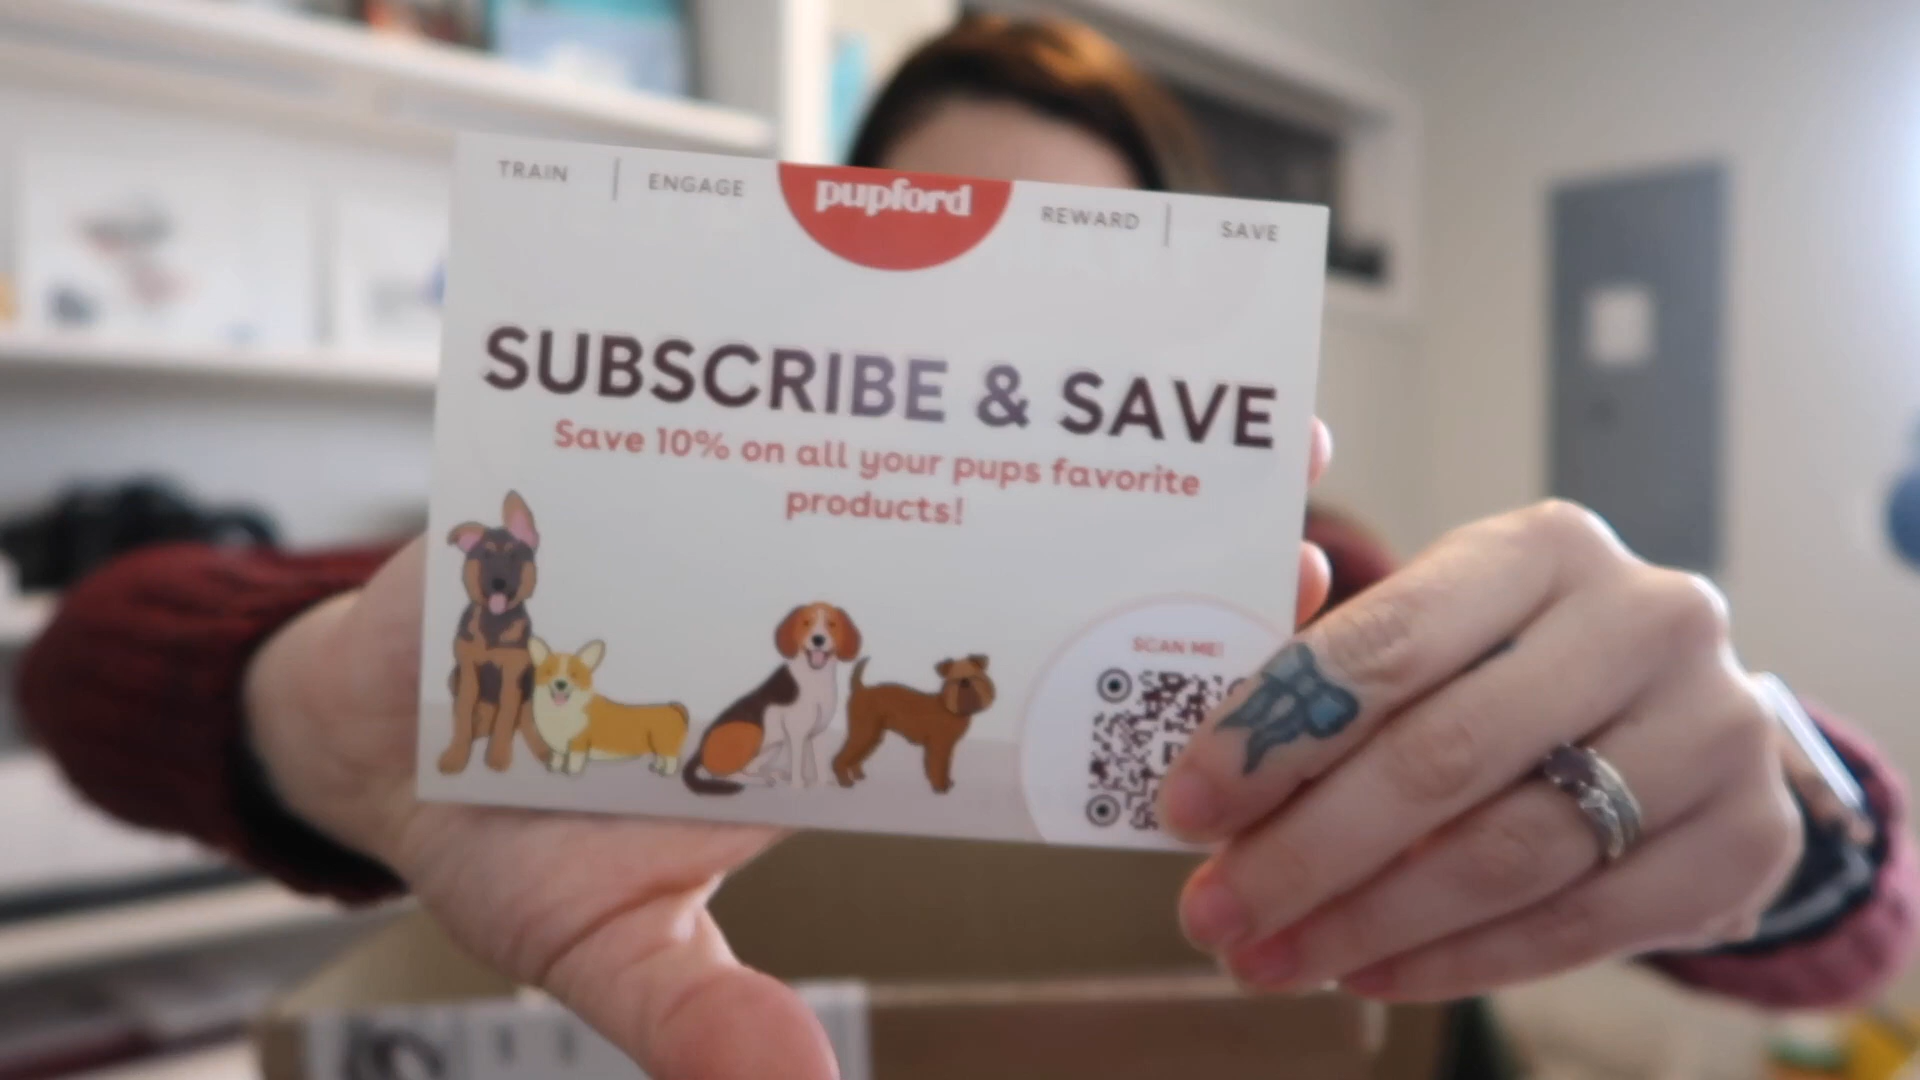 TRAIN | ENGAGE
pupford
REWARD | SAVE
SUBSCRIBE & SAVE
Save 10% on all your pups favorite
products!
SCAN ME!